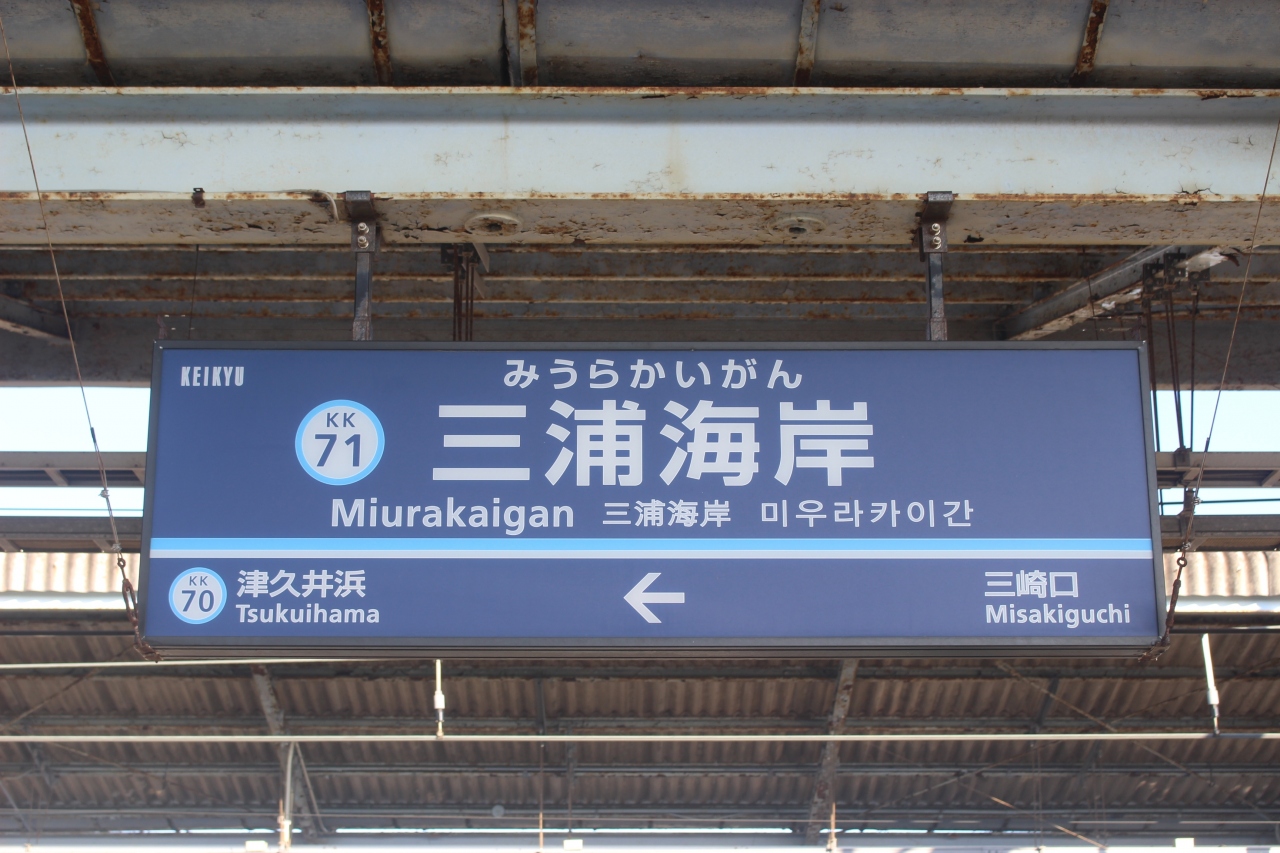 KEIKYU
みうらかいがん
KK
71
三浦海岸
Miurakaigan 三浦海岸 미우라카이간
KK
70
津久井浜
Tsukuihama
←
三崎口
Misakiguchi